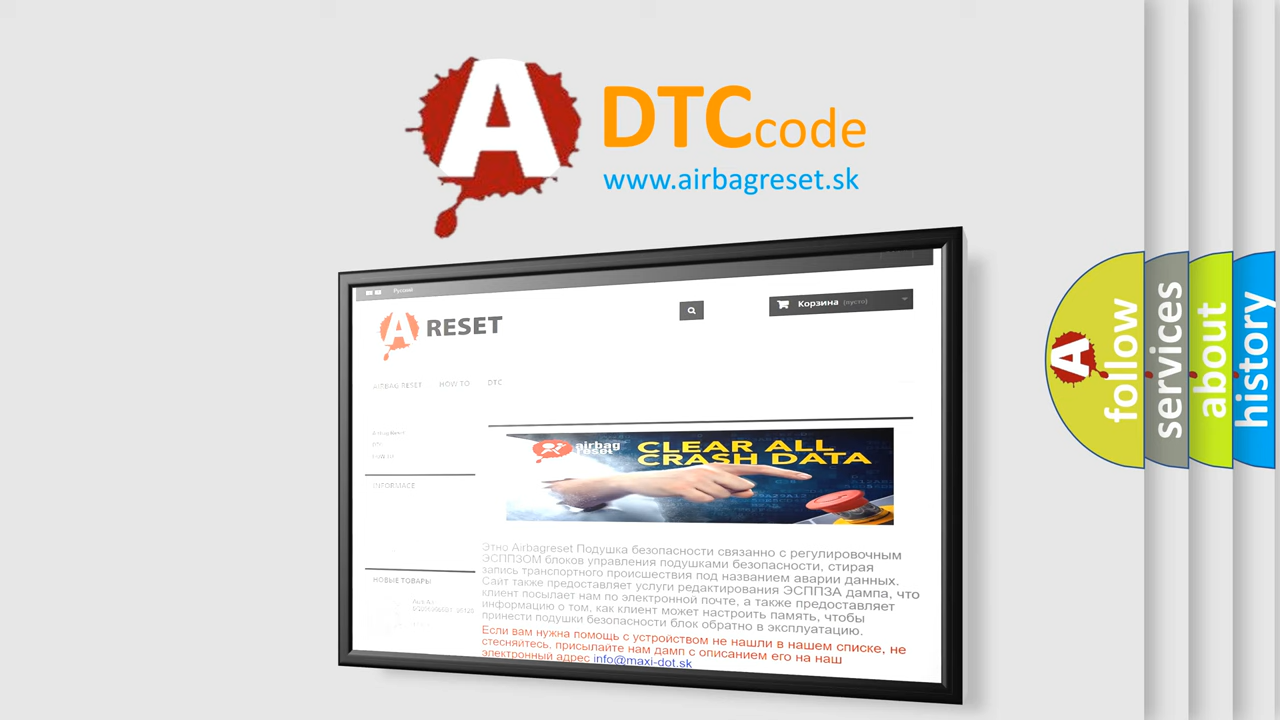 A
DTC code
www.airbagreset.sk
Русский
A RESET
Корзина (пусто)
AIRBAG RESET HOW TO DTC
INFORMACE
НОВЫЕ ТОВАРЫ
airbag
reset
CLEAR ALL
CRASH DATA
Этно Airbagreset Подушка безопасности связанно с регулировочным
ЭСППЗОМ блоков управления подушками безопасности, стирая
запись транспортного происшествия под названием аварии данных.
Сайт также предоставляет услуги редактирования ЭСППЗА дампа, что
клиент посылает нам по электронной почте, а также предоставляет
информацию о том, как клиент может настроить память, чтобы
принести подушки безопасности блок обратно в эксплуатацию.
Если вам нужна помощь с устройством не нашли в нашем списке, не
стесняйтесь, присылайте нам дамп с описанием его на наш
электронный адрес info@maxi-dot.sk
A
follow
services
about
history